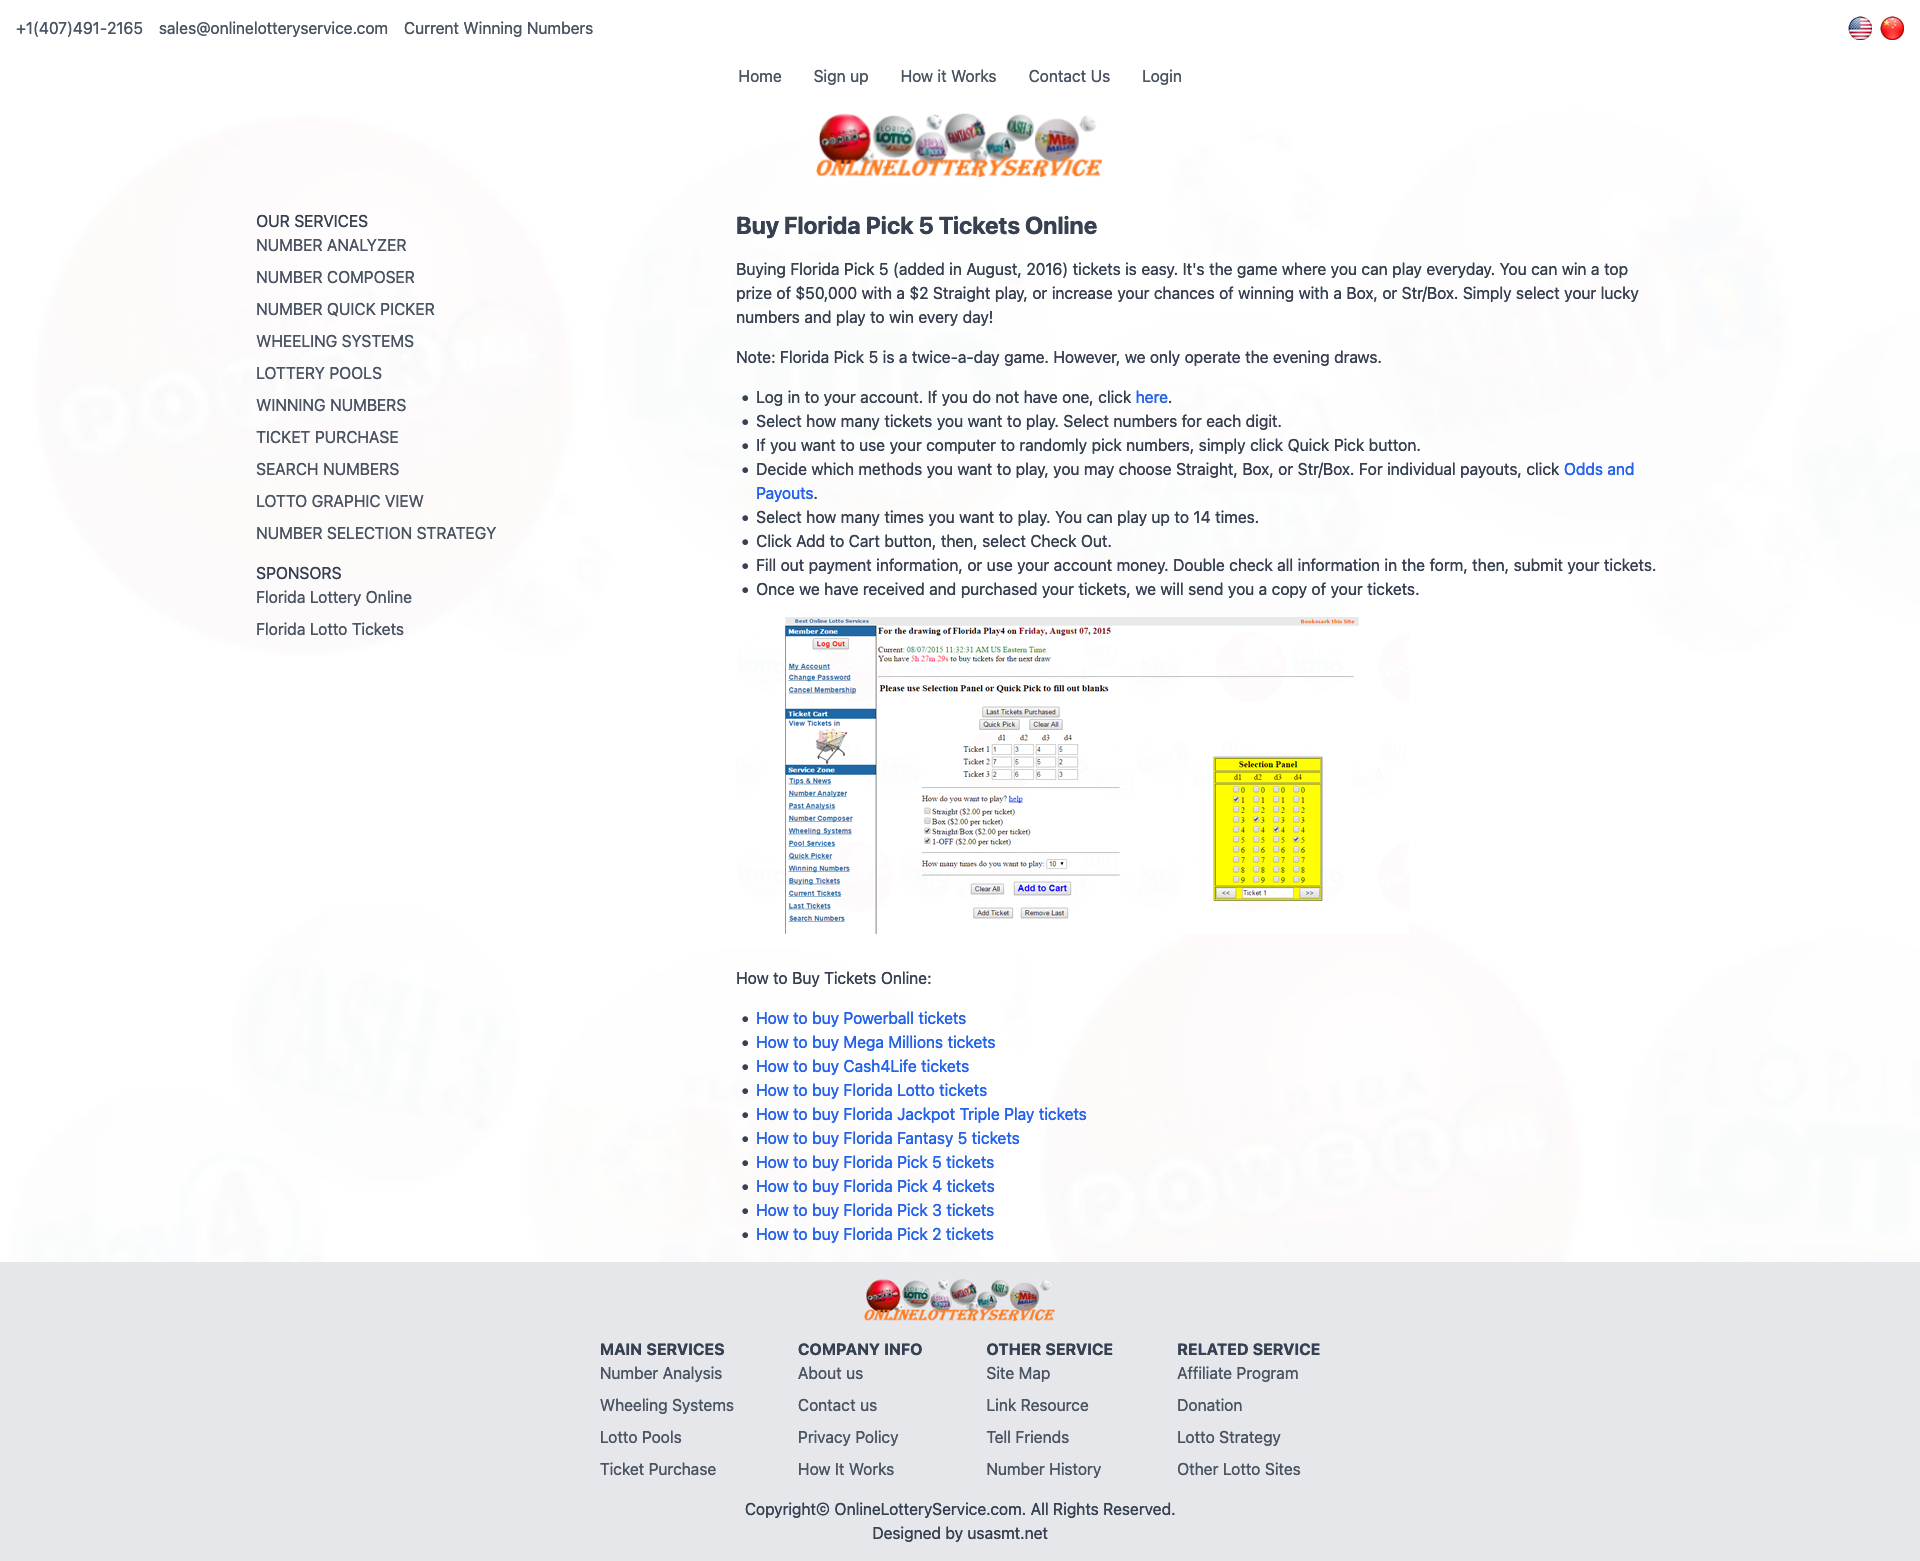 +1(407)491-2165 sales@onlinelotteryservice.com Current Winning Numbers
Home Sign up How it Works Contact Us Login
ONLINELOTTERYSERVICE
OUR SERVICES
NUMBER ANALYZER
NUMBER COMPOSER
NUMBER QUICK PICKER
WHEELING SYSTEMS
LOTTERY POOLS
WINNING NUMBERS
TICKET PURCHASE
SEARCH NUMBERS
LOTTO GRAPHIC VIEW
NUMBER SELECTION STRATEGY
SPONSORS
Florida Lottery Online
Florida Lotto Tickets
Buy Florida Pick 5 Tickets Online
Buying Florida Pick 5 (added in August, 2016) tickets is easy. It's the game where you can play everyday. You can win a top
prize of $50,000 with a $2 Straight play, or increase your chances of winning with a Box, or Str/Box. Simply select your lucky
numbers and play to win every day!
Note: Florida Pick 5 is a twice-a-day game. However, we only operate the evening draws.
Log in to your account. If you do not have one, click here.
Select how many tickets you want to play. Select numbers for each digit.
If you want to use your computer to randomly pick numbers, simply click Quick Pick button.
Decide which methods you want to play, you may choose Straight, Box, or Str/Box. For individual payouts, click Odds and
Payouts.
Select how many times you want to play. You can play up to 14 times.
Click Add to Cart button, then, select Check Out.
Fill out payment information, or use your account money. Double check all information in the form, then, submit your tickets.
Once we have received and purchased your tickets, we will send you a copy of your tickets.
Best Online Lotto Services Bookmark this Site
Member Zone
Log Out
My Account
Change Password
Cancel Membership
Ticket Cart
View Tickets in
Service Zone
Tips & News
Number Analyzer
Past Analysis
Number Composer
Wheeling Systems
Pool Services
Quick Picker
Winning Numbers
Buying Tickets
Current Tickets
Last Tickets
Search Numbers
For the drawing of Florida Play4 on Friday, August 07, 2015
Current: 08/07/2015 11:32:31 AM US Eastern Time
You have 5h 27m 29s to buy tickets for the next draw
Please use Selection Panel or Quick Pick to fill out blanks
Last Tickets Purchased
Quick Pick Clear All
d1 d2 d3 d4
Ticket 1 1 3 4 5
Ticket 2 7 5 5 2
Ticket 3 2 6 6 3
How do you want to play? help
Straight ($2.00 per ticket)
Box ($2.00 per ticket)
Straight/Box ($2.00 per ticket)
1-OFF ($2.00 per ticket)
How many times do you want to play: 10
Clear All Add to Cart
Add Ticket Remove Last
Selection Panel
d1 d2 d3 d4
0 0 0 0
1 1 1 1
2 2 2 2
3 3 3 3
4 4 4 4
5 5 5 5
6 6 6 6
7 7 7 7
8 8 8 8
9 9 9 9
<< Ticket 1 >>
How to Buy Tickets Online:
How to buy Powerball tickets
How to buy Mega Millions tickets
How to buy Cash4Life tickets
How to buy Florida Lotto tickets
How to buy Florida Jackpot Triple Play tickets
How to buy Florida Fantasy 5 tickets
How to buy Florida Pick 5 tickets
How to buy Florida Pick 4 tickets
How to buy Florida Pick 3 tickets
How to buy Florida Pick 2 tickets
ONLINELOTTERYSERVICE
MAIN SERVICES
Number Analysis
Wheeling Systems
Lotto Pools
Ticket Purchase
COMPANY INFO
About us
Contact us
Privacy Policy
How It Works
OTHER SERVICE
Site Map
Link Resource
Tell Friends
Number History
RELATED SERVICE
Affiliate Program
Donation
Lotto Strategy
Other Lotto Sites
Copyright© OnlineLotteryService.com. All Rights Reserved.
Designed by usasmt.net